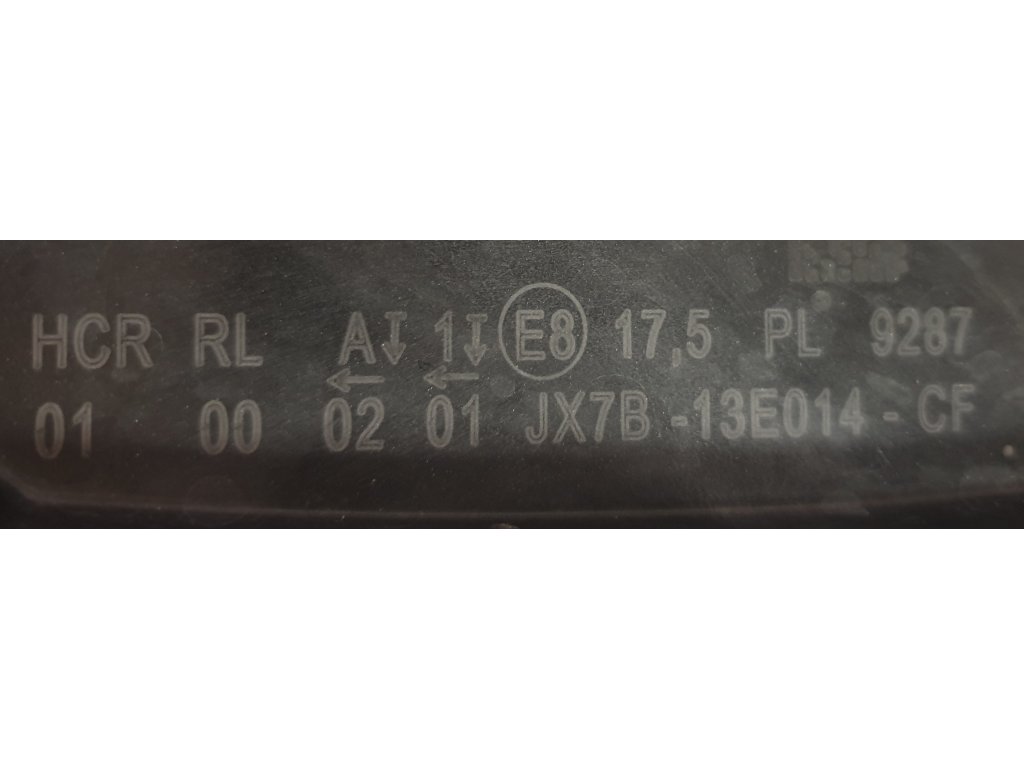 HCR RL A 1 E8 17,5 PL 9287
01 00 02 01 JX7B -13E014 - CF